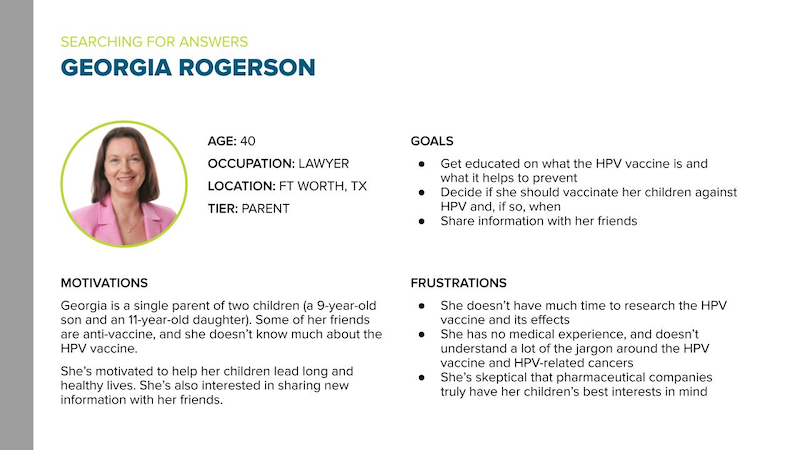 SEARCHING FOR ANSWERS
GEORGIA ROGERSON
AGE: 40
OCCUPATION: LAWYER
LOCATION: FT WORTH, TX
TIER: PARENT
GOALS
● Get educated on what the HPV vaccine is and
what it helps to prevent
● Decide if she should vaccinate her children against
HPV and, if so, when
● Share information with her friends
MOTIVATIONS
Georgia is a single parent of two children (a 9-year-old
son and an 11-year-old daughter). Some of her friends
are anti-vaccine, and she doesn’t know much about the
HPV vaccine.
She’s motivated to help her children lead long and
healthy lives. She’s also interested in sharing new
information with her friends.
FRUSTRATIONS
● She doesn’t have much time to research the HPV
vaccine and its effects
● She has no medical experience, and doesn’t
understand a lot of the jargon around the HPV
vaccine and HPV-related cancers
● She’s skeptical that pharmaceutical companies
truly have her children’s best interests in mind